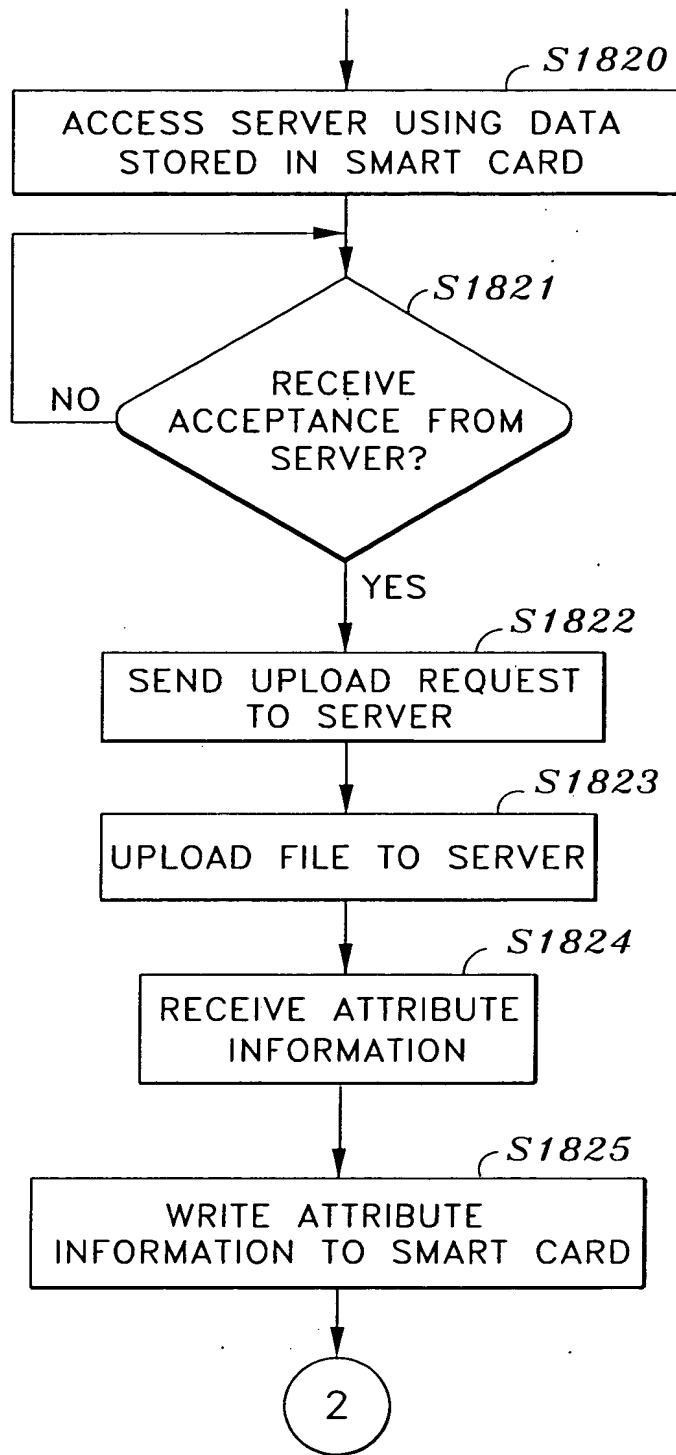 S1820
ACCESS SERVER USING DATA
STORED IN SMART CARD
S1821
RECEIVE
ACCEPTANCE FROM
SERVER?
NO
YES
S1822
SEND UPLOAD REQUEST
TO SERVER
S1823
UPLOAD FILE TO SERVER
S1824
RECEIVE ATTRIBUTE
INFORMATION
S1825
WRITE ATTRIBUTE
INFORMATION TO SMART CARD
2